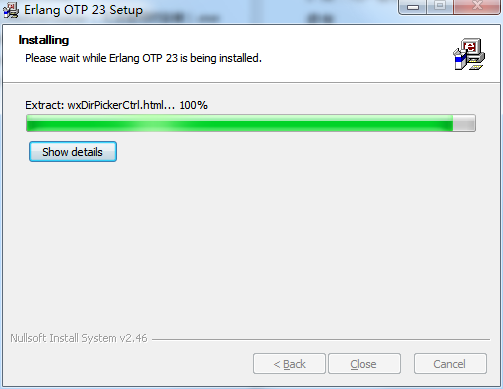 Erlang OTP 23 Setup
Installing
Please wait while Erlang OTP 23 is being installed.
Extract: wxDirPickerCtrl.html... 100%
Show details
Nullsoft Install System v2.46
< Back
Close
Cancel